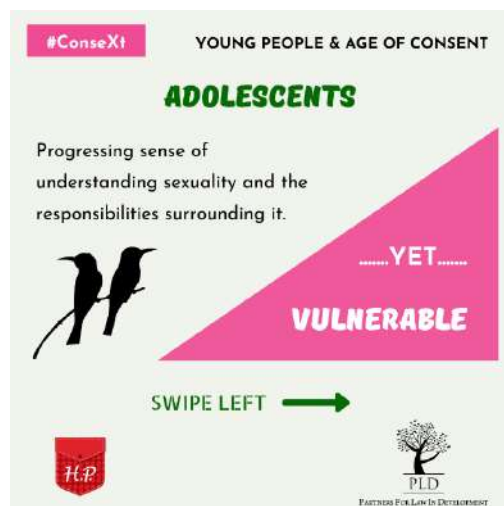 #ConseXt
YOUNG PEOPLE & AGE OF CONSENT
ADOLESCENTS
Progressing sense of
understanding sexuality and the
responsibilities surrounding it.
.......YET.......
VULNERABLE
SWIPE LEFT
H.P.
PLD
PARTNERS FOR LAW IN DEVELOPMENT